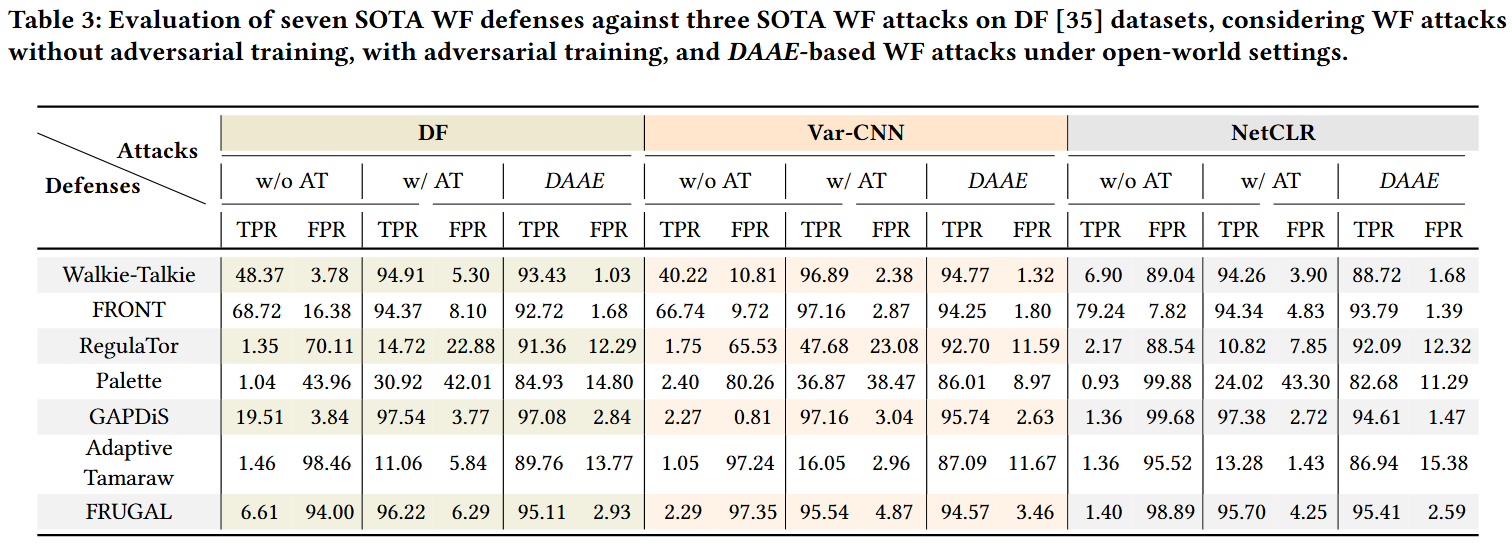 Table 3: Evaluation of seven SOTA WF defenses against three SOTA WF attacks on DF [35] datasets, considering WF attacks
without adversarial training, with adversarial training, and DAAE-based WF attacks under open-world settings.
Attacks DF Var-CNN NetCLR
Defenses w/o AT w/ AT DAAE w/o AT w/ AT DAAE w/o AT w/ AT DAAE
TPR FPR TPR FPR TPR FPR TPR FPR TPR FPR TPR FPR TPR FPR TPR FPR TPR FPR
Walkie-Talkie 48.37 3.78 94.91 5.30 93.43 1.03 40.22 10.81 96.89 2.38 94.77 1.32 6.90 89.04 94.26 3.90 88.72 1.68
FRONT 68.72 16.38 94.37 8.10 92.72 1.68 66.74 9.72 97.16 2.87 94.25 1.80 79.24 7.82 94.34 4.83 93.79 1.39
RegulaTor 1.35 70.11 14.72 22.88 91.36 12.29 1.75 65.53 47.68 23.08 92.70 11.59 2.17 88.54 10.82 7.85 92.09 12.32
Palette 1.04 43.96 30.92 42.01 84.93 14.80 2.40 80.26 36.87 38.47 86.01 8.97 0.93 99.88 24.02 43.30 82.68 11.29
GAPDiS 19.51 3.84 97.54 3.77 97.08 2.84 2.27 0.81 97.16 3.04 95.74 2.63 1.36 99.68 97.38 2.72 94.61 1.47
Adaptive
Tamaraw 1.46 98.46 11.06 5.84 89.76 13.77 1.05 97.24 16.05 2.96 87.09 11.67 1.36 95.52 13.28 1.43 86.94 15.38
FRUGAL 6.61 94.00 96.22 6.29 95.11 2.93 2.29 97.35 95.54 4.87 94.57 3.46 1.40 98.89 95.70 4.25 95.41 2.59